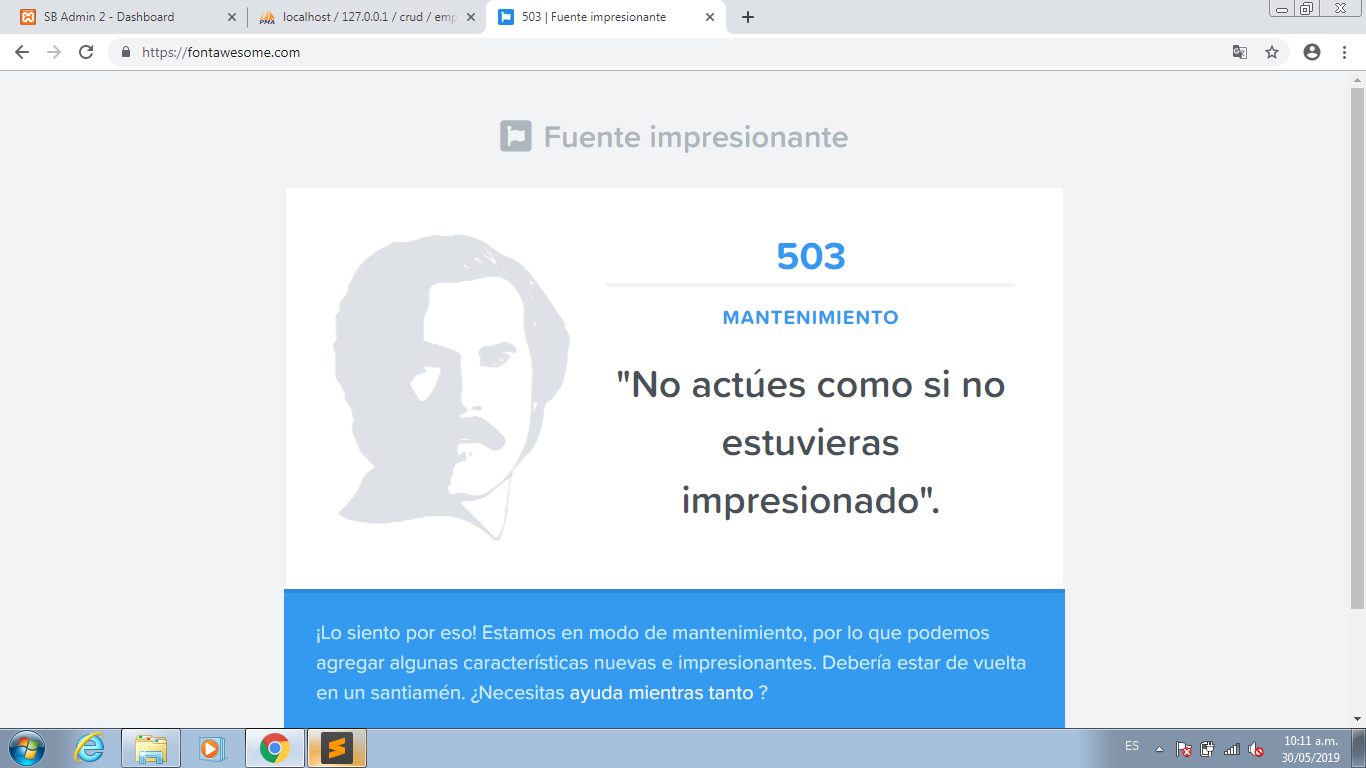 SB Admin 2 - Dashboard
localhost / 127.0.0.1 / crud / emp
503 | Fuente impresionante
https://fontawesome.com
Fuente impresionante
503
MANTENIMIENTO
"No actúes como si no
estuvieras
impresionado".
¡Lo siento por eso! Estamos en modo de mantenimiento, por lo que podemos
agregar algunas características nuevas e impresionantes. Debería estar de vuelta
en un santiamén. ¿Necesitas ayuda mientras tanto ?
ES
10:11 a.m.
30/05/2019